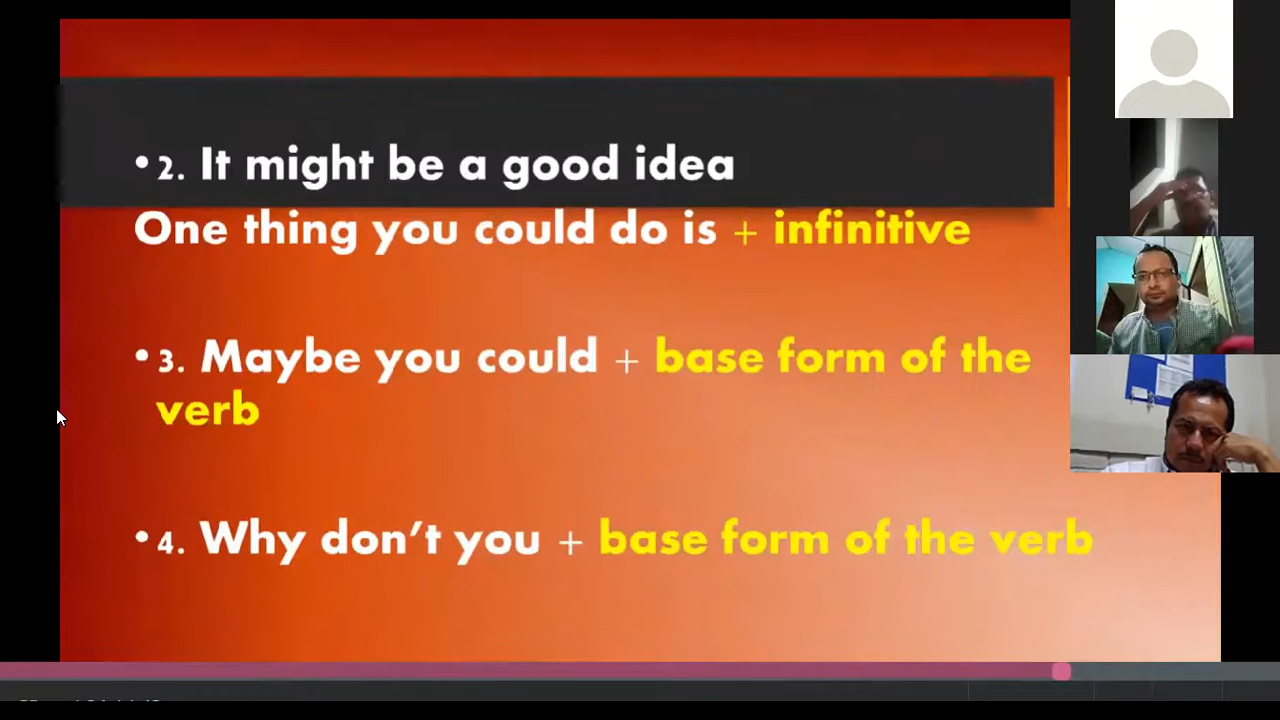 • 2. It might be a good idea
One thing you could do is + infinitive
• 3. Maybe you could + base form of the
verb
• 4. Why don't you + base form of the verb